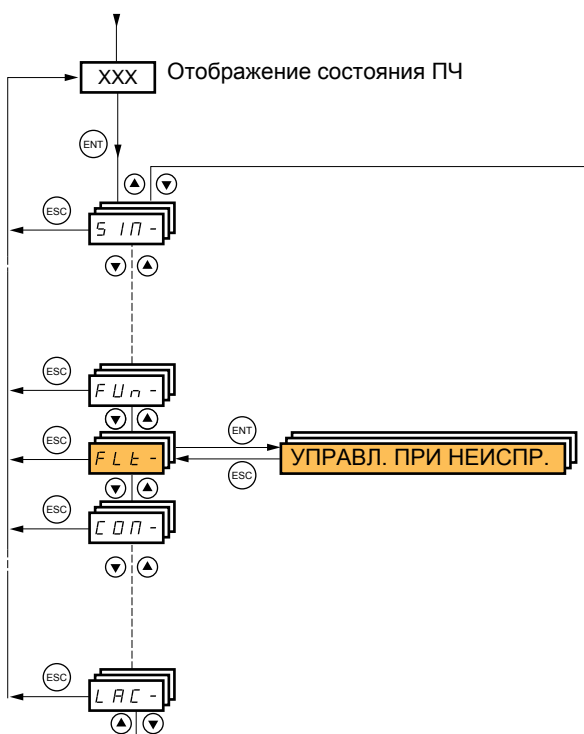 XXX Отображение состояния ПЧ
ENT
ESC
SIM-
ESC
FUn-
ESC
FLt-
ENT
УПРАВЛ. ПРИ НЕИСПР.
ESC
ESC
COM-
ESC
LAC-